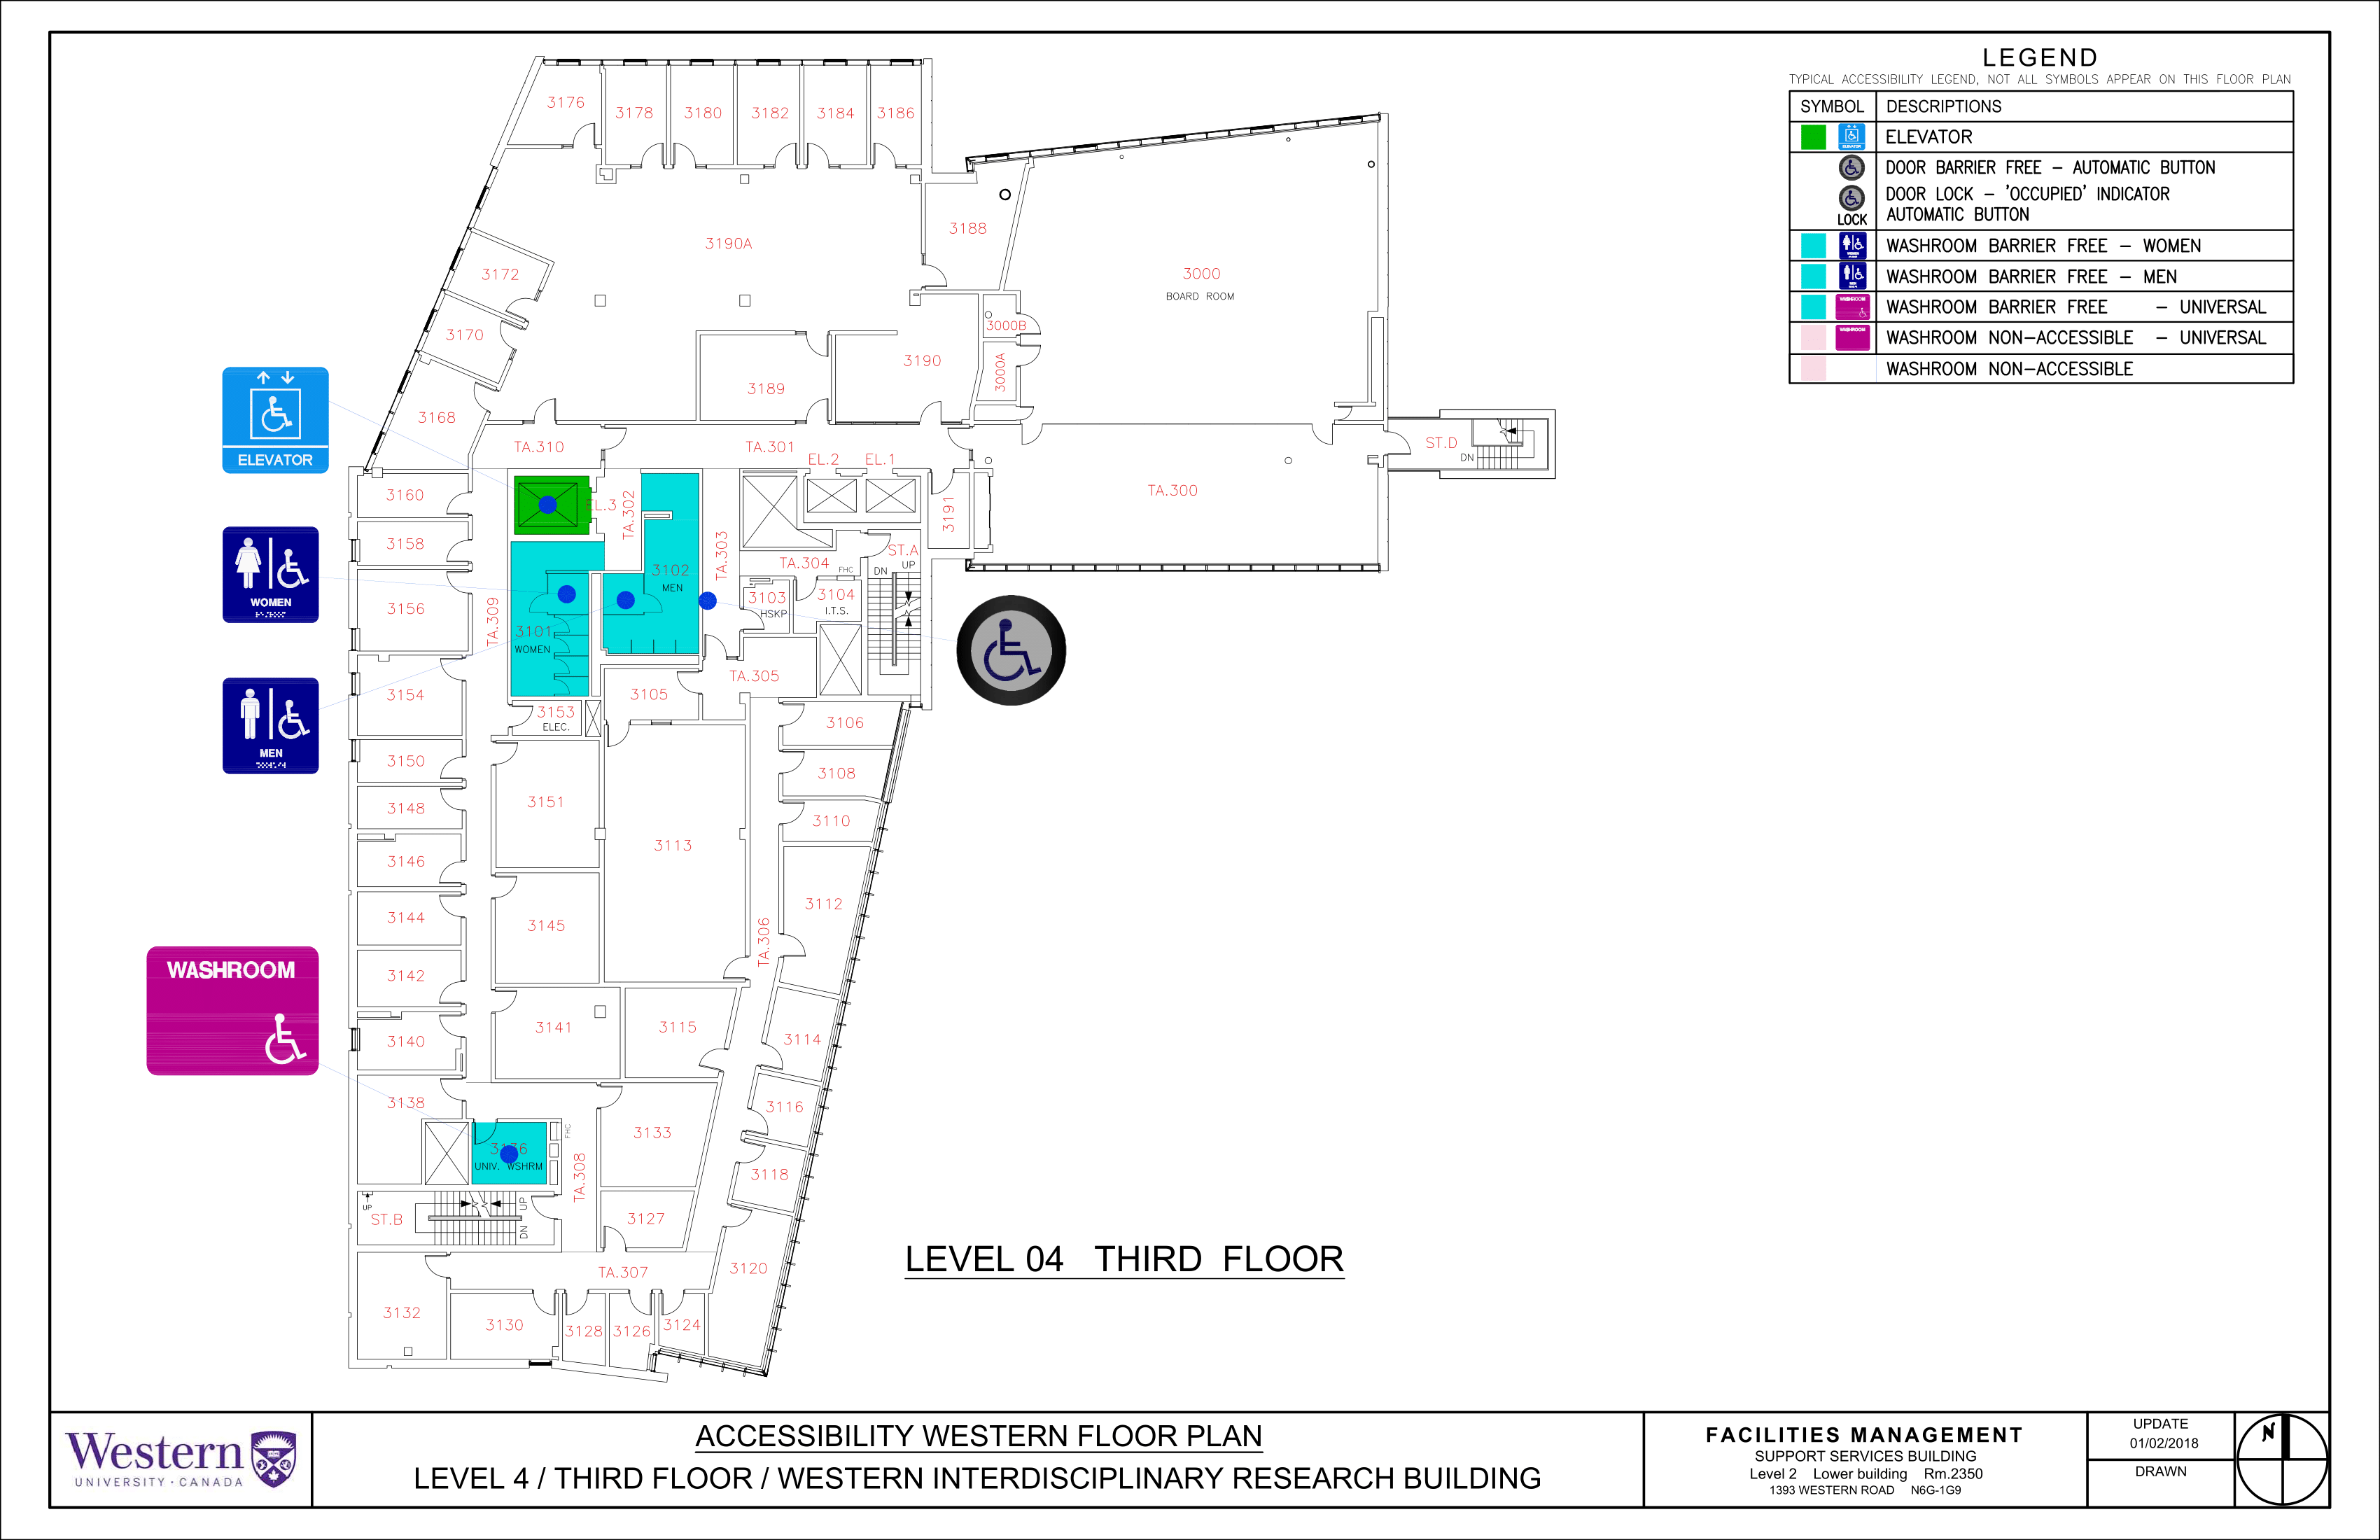 LEGEND
TYPICAL ACCESSIBILITY LEGEND, NOT ALL SYMBOLS APPEAR ON THIS FLOOR PLAN
SYMBOL DESCRIPTIONS
ELEVATOR
DOOR BARRIER FREE - AUTOMATIC BUTTON
DOOR LOCK - 'OCCUPIED' INDICATOR
LOCK AUTOMATIC BUTTON
WASHROOM BARRIER FREE - WOMEN
WASHROOM BARRIER FREE - MEN
WASHROOM BARRIER FREE - UNIVERSAL
WASHROOM NON-ACCESSIBLE - UNIVERSAL
WASHROOM NON-ACCESSIBLE
3176
3178
3180
3182
3184
3186
3188
3190A
3172
3000
BOARD ROOM
3000B
3170
3190
3000A
3189
3168
ELEVATOR
TA.310
TA.301
EL.2
EL.1
ST.D
DN
3160
EL.3
TA.302
3191
TA.300
3158
TA.303
ST.A
TA.304
FHC
DN
UP
3102
MEN
WOMEN
3156
TA.309
3103
HSKP
3104
I.T.S.
3101
WOMEN
MEN
3154
3105
TA.305
3153
ELEC.
3106
3150
3108
3148
3151
3110
3146
3113
3144
3145
3112
TA.306
3142
WASHROOM
3140
3141
3115
3114
3138
3116
FHC
3133
UNIV. WSHRM
TA.308
3118
UP
ST.B
UP
DN
3127
TA.307
3120
3132
3130
3128
3126
3124
LEVEL 04 THIRD FLOOR
Western
UNIVERSITY · CANADA
ACCESSIBILITY WESTERN FLOOR PLAN
LEVEL 4 / THIRD FLOOR / WESTERN INTERDISCIPLINARY RESEARCH BUILDING
FACILITIES MANAGEMENT
SUPPORT SERVICES BUILDING
Level 2 Lower building Rm.2350
1393 WESTERN ROAD N6G-1G9
UPDATE
01/02/2018
DRAWN
N